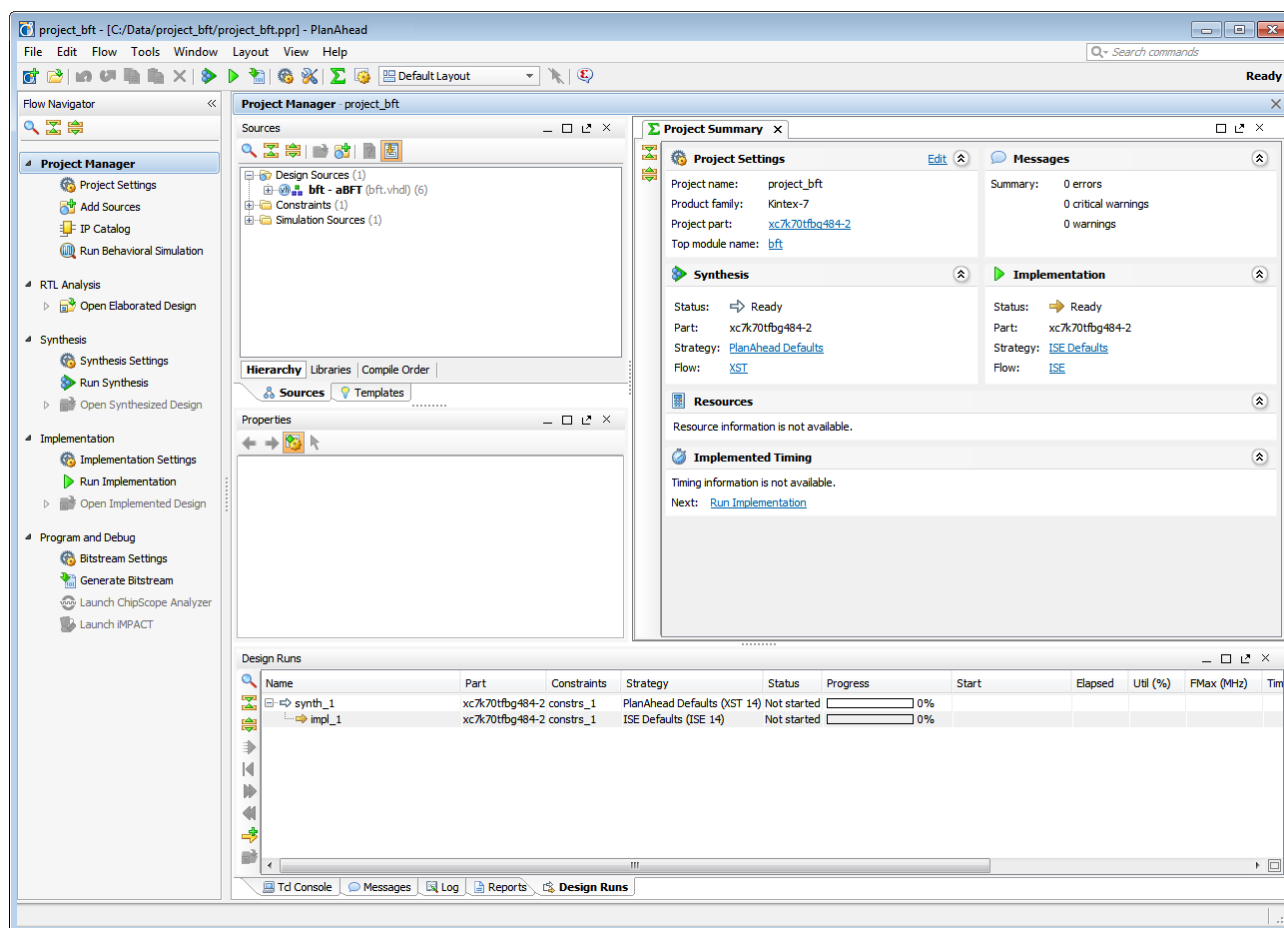 project_bft - [C:/Data/project_bft/project_bft.ppr] - PlanAhead
File Edit Flow Tools Window Layout View Help
Search commands
Default Layout
Ready
Flow Navigator
Project Manager
Project Settings
Add Sources
IP Catalog
Run Behavioral Simulation
RTL Analysis
Open Elaborated Design
Synthesis
Synthesis Settings
Run Synthesis
Open Synthesized Design
Implementation
Implementation Settings
Run Implementation
Open Implemented Design
Program and Debug
Bitstream Settings
Generate Bitstream
Launch ChipScope Analyzer
Launch iMPACT
Project Manager - project_bft
Sources
Design Sources (1)
bft - aBFT (bft.vhdl) (6)
Constraints (1)
Simulation Sources (1)
Hierarchy Libraries Compile Order
Sources Templates
Properties
Project Summary
Project Settings Edit
Project name: project_bft
Product family: Kintex-7
Project part: xc7k70tfbg484-2
Top module name: bft
Messages
Summary: 0 errors
0 critical warnings
0 warnings
Synthesis
Status: Ready
Part: xc7k70tfbg484-2
Strategy: PlanAhead Defaults
Flow: XST
Implementation
Status: Ready
Part: xc7k70tfbg484-2
Strategy: ISE Defaults
Flow: ISE
Resources
Resource information is not available.
Implemented Timing
Timing information is not available.
Next: Run Implementation
Design Runs
Name Part Constraints Strategy Status Progress Start Elapsed Util (%) FMax (MHz) Tim
synth_1 xc7k70tfbg484-2 constrs_1 PlanAhead Defaults (XST 14) Not started 0%
impl_1 xc7k70tfbg484-2 constrs_1 ISE Defaults (ISE 14) Not started 0%
Tcl Console Messages Log Reports Design Runs